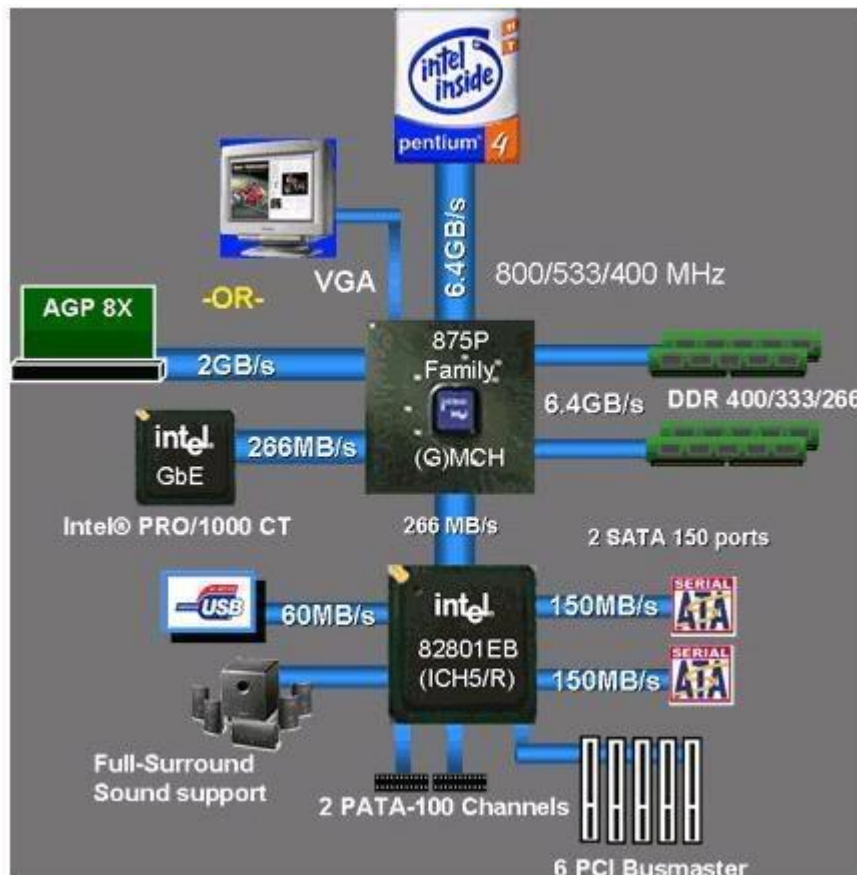 intel
inside
pentium® 4
HT
6.4GB/s
800/533/400 MHz
VGA
-OR-
AGP 8X
2GB/s
875P
Family
(G)MCH
intel
6.4GB/s
DDR 400/333/266
intel
GbE
266MB/s
Intel® PRO/1000 CT
266 MB/s
2 SATA 150 ports
USB
60MB/s
intel
82801EB
(ICH5/R)
150MB/s
SERIAL
ATA
150MB/s
SERIAL
ATA
Full-Surround
Sound support
2 PATA-100 Channels
6 PCI Busmaster